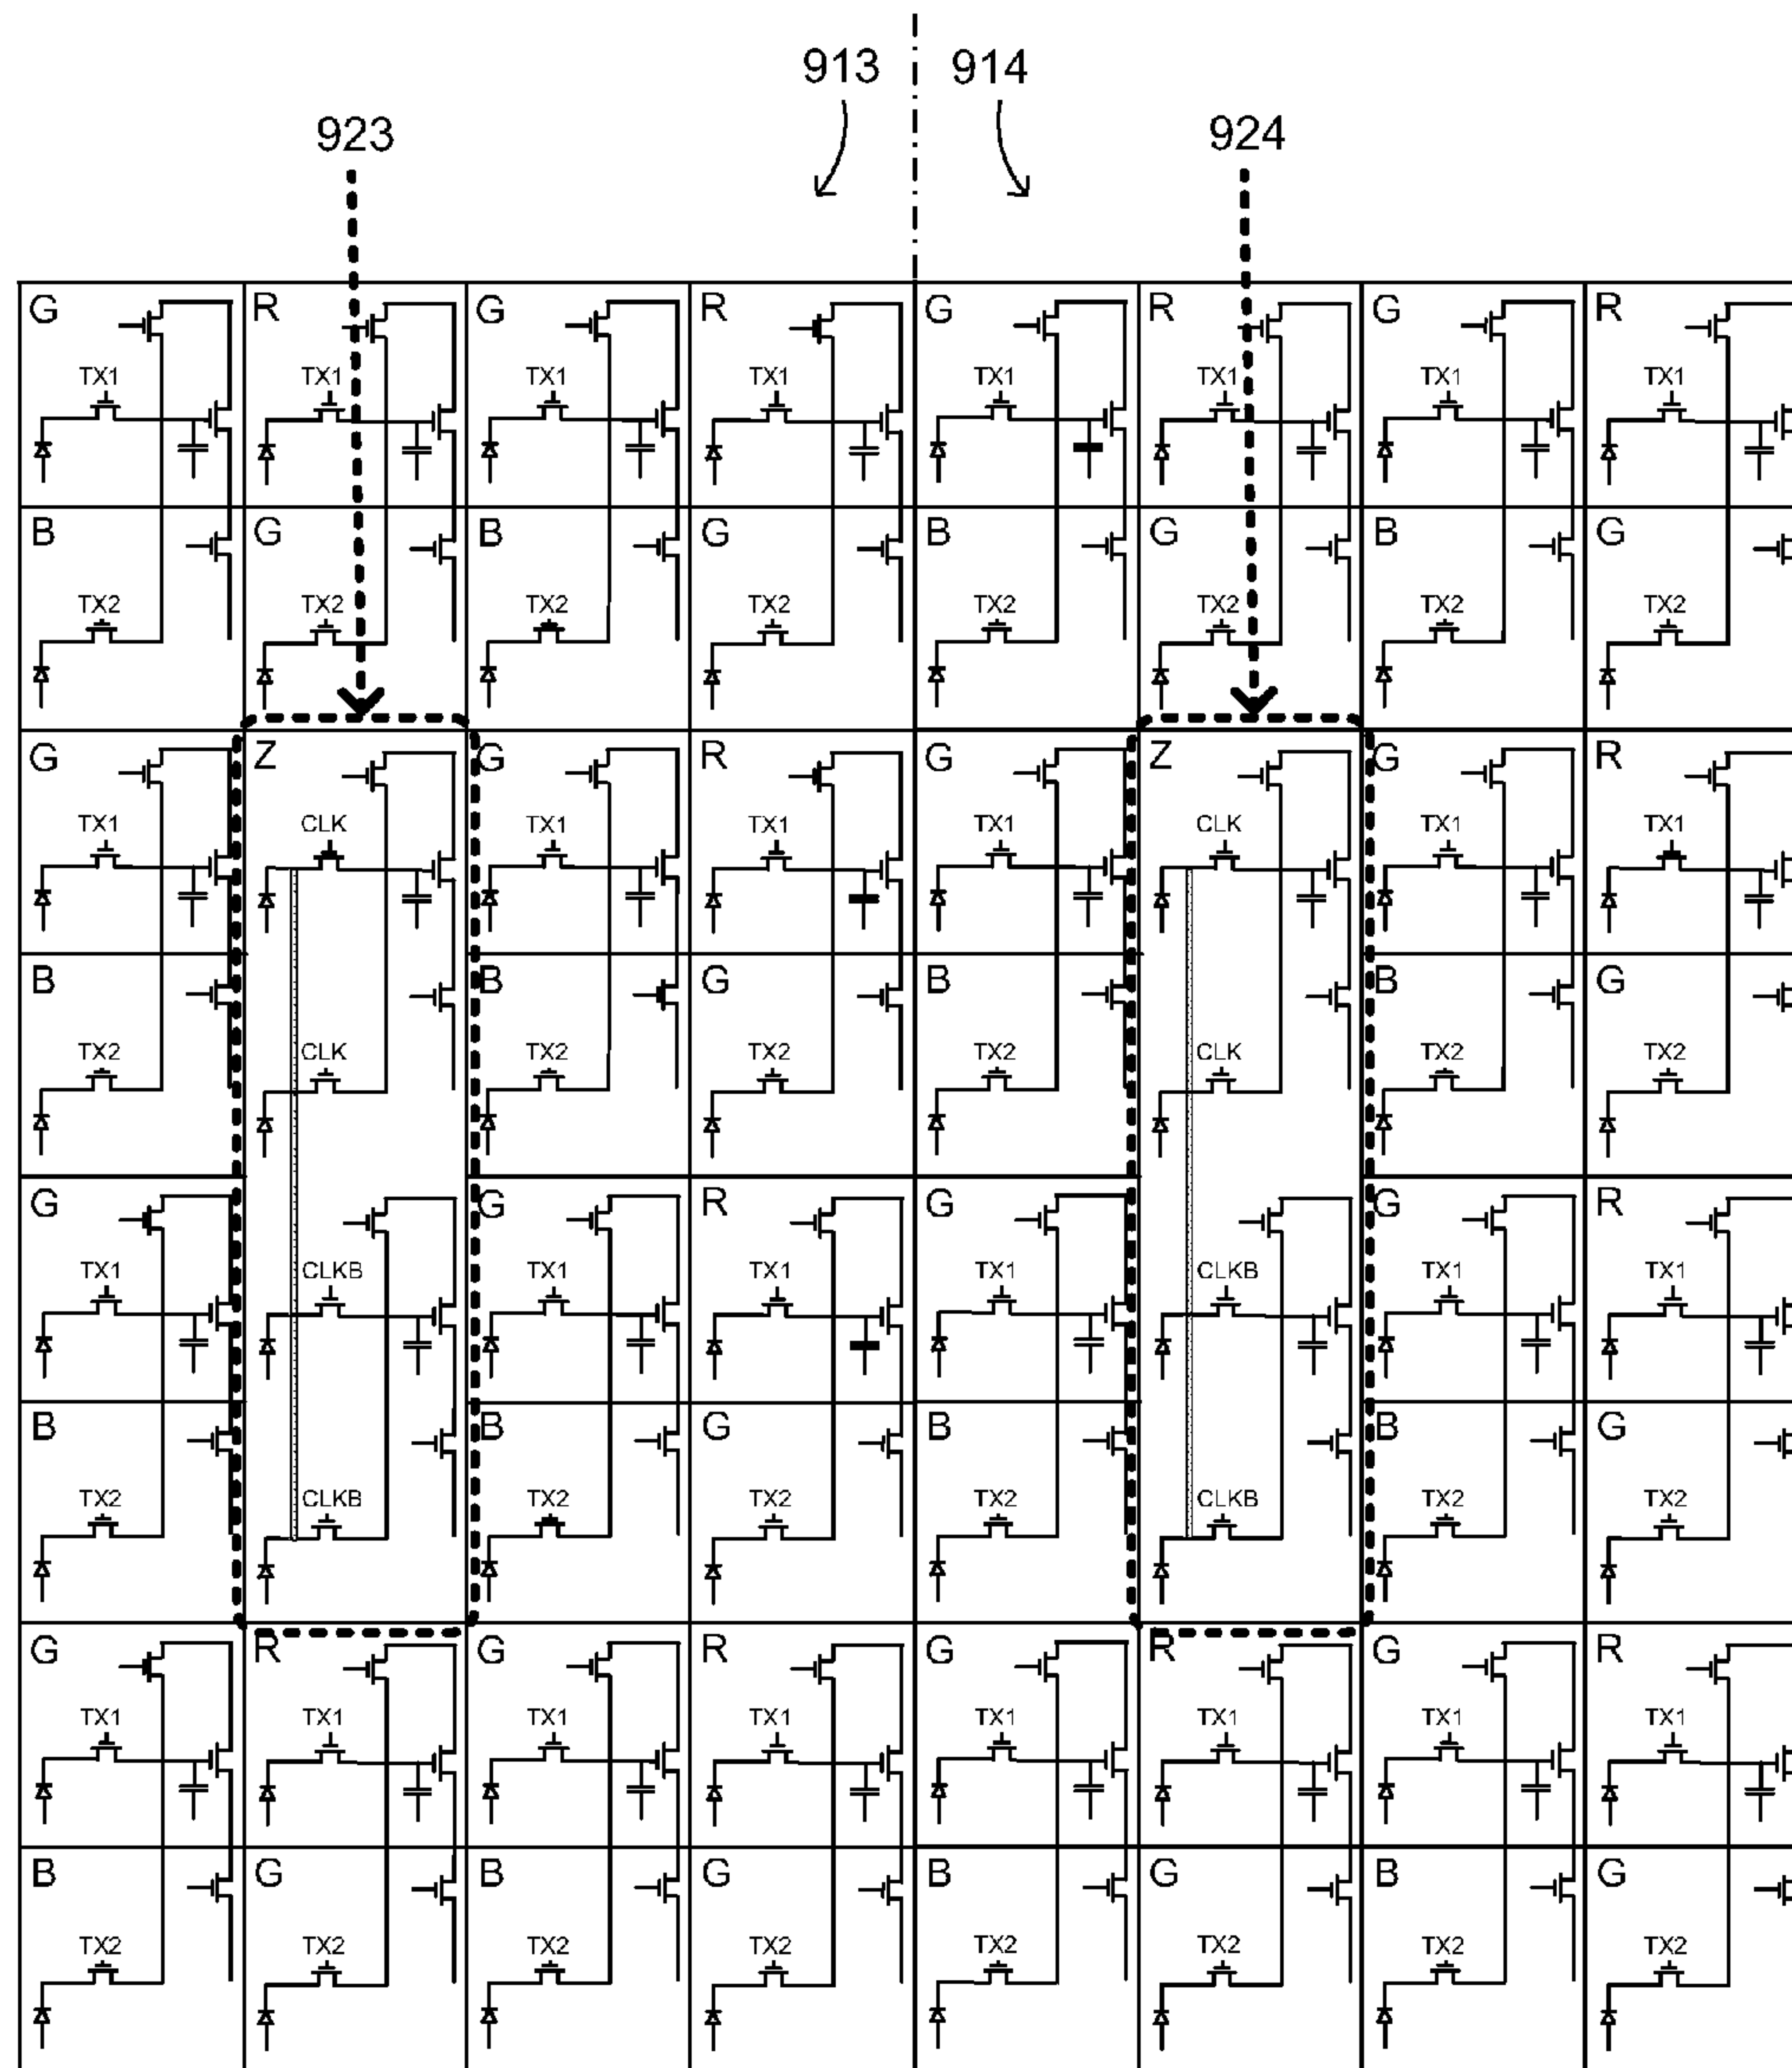 913 914
923 924
G R G R G R G R
TX1 TX1 TX1 TX1 TX1 TX1 TX1 TX1
B G B G B G B G
TX2 TX2 TX2 TX2 TX2 TX2 TX2 TX2
G Z G R G Z G R
TX1 CLK TX1 TX1 TX1 CLK TX1 TX1
B B G B B G
TX2 CLK TX2 TX2 TX2 CLK TX2 TX2
G G R G G R
TX1 CLKB TX1 TX1 TX1 CLKB TX1 TX1
B B G B B G
TX2 CLKB TX2 TX2 TX2 CLKB TX2 TX2
G R G R G R G R
TX1 TX1 TX1 TX1 TX1 TX1 TX1 TX1
B G B G B G B G
TX2 TX2 TX2 TX2 TX2 TX2 TX2 TX2